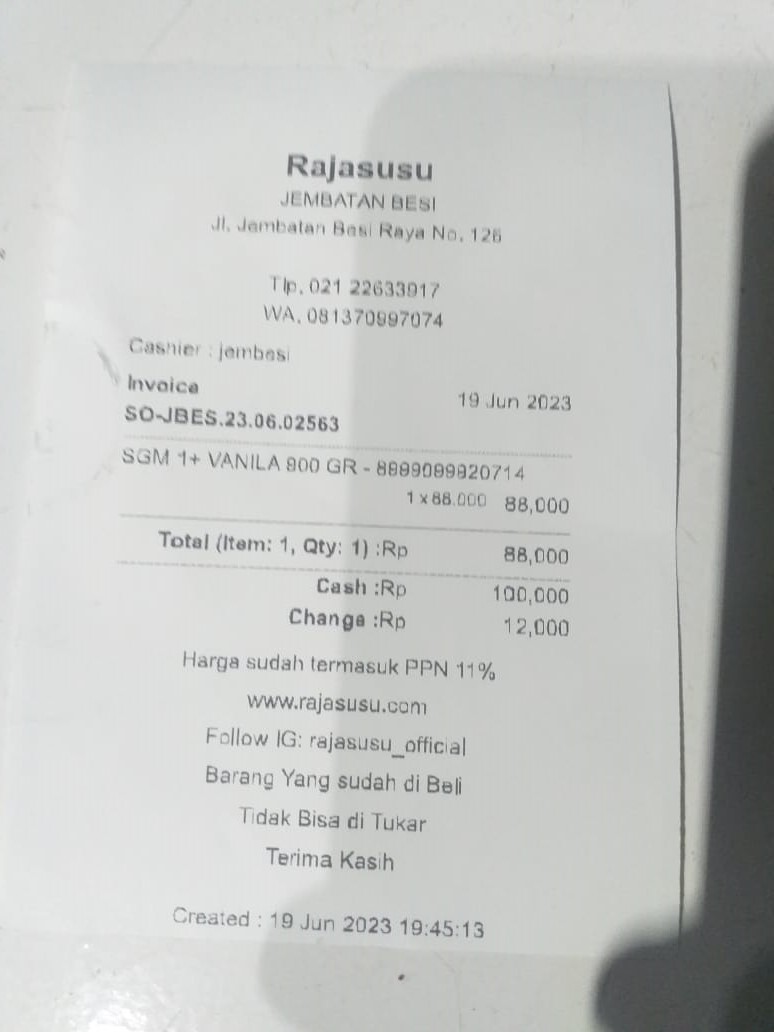 Rajasusu
JEMBATAN BESI
Jl. Jembatan Besi Raya No. 126
Tlp. 021 22633917
WA. 081370997074
Cashier : jembesi
Invoice
19 Jun 2023
SO-JBES.23.06.02563
SGM 1+ VANILA 900 GR - 8999099920714
1 x 88.000 88,000
Total (Item: 1, Qty: 1) :Rp 88,000
Cash :Rp 100,000
Change :Rp 12,000
Harga sudah termasuk PPN 11%
www.rajasusu.com
Follow IG: rajasusu_official
Barang Yang sudah di Beli
Tidak Bisa di Tukar
Terima Kasih
Created : 19 Jun 2023 19:45:13